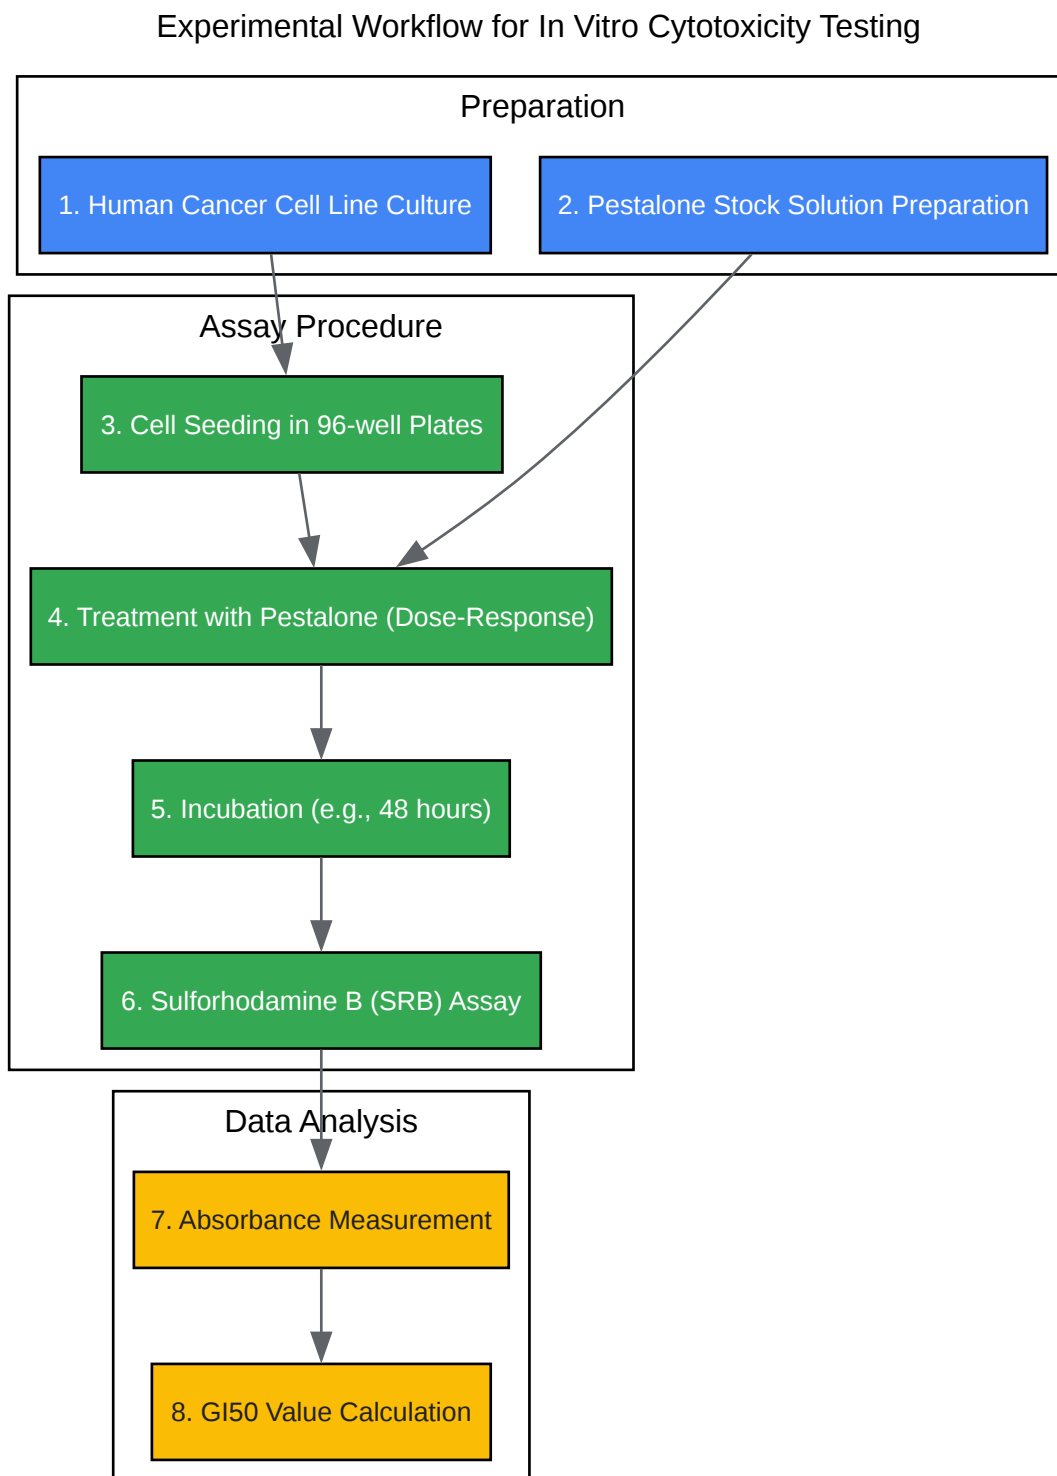 Experimental Workflow for In Vitro Cytotoxicity Testing
Preparation
1. Human Cancer Cell Line Culture
2. Pestalone Stock Solution Preparation
Assay Procedure
3. Cell Seeding in 96-well Plates
4. Treatment with Pestalone (Dose-Response)
5. Incubation (e.g., 48 hours)
6. Sulforhodamine B (SRB) Assay
Data Analysis
7. Absorbance Measurement
8. GI50 Value Calculation